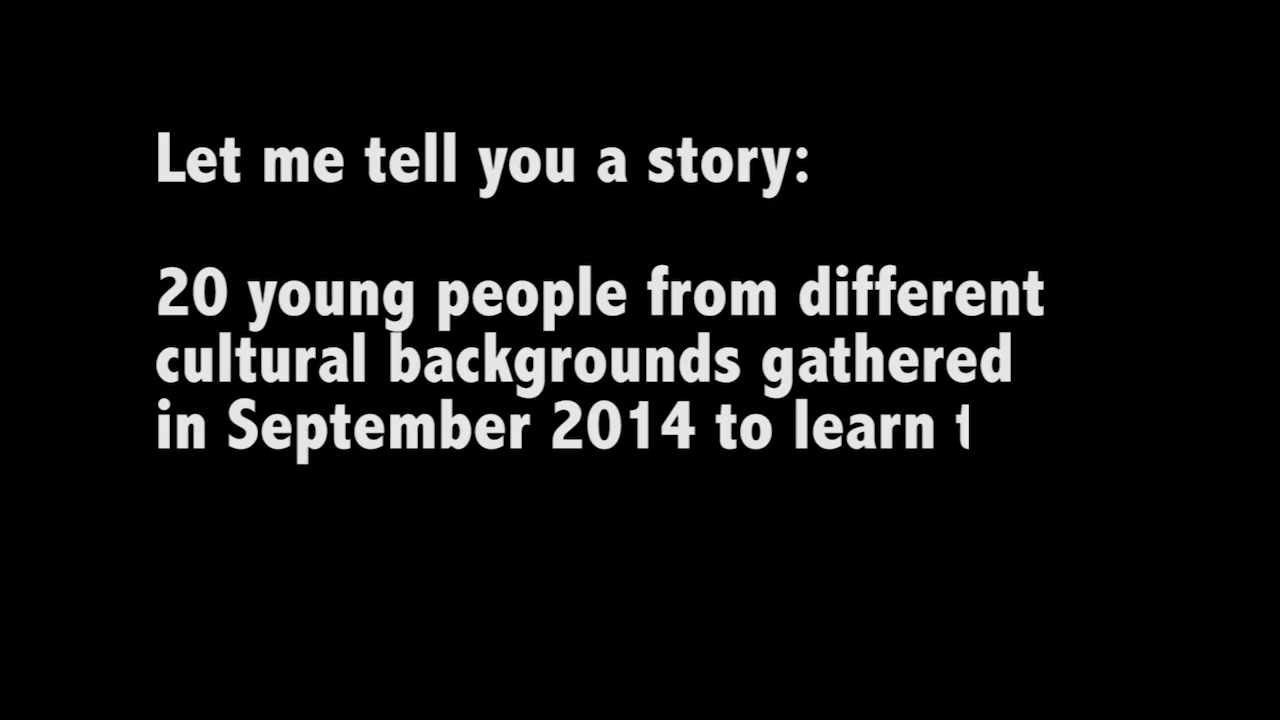 Let me tell you a story:
20 young people from different
cultural backgrounds gathered
in September 2014 to learn